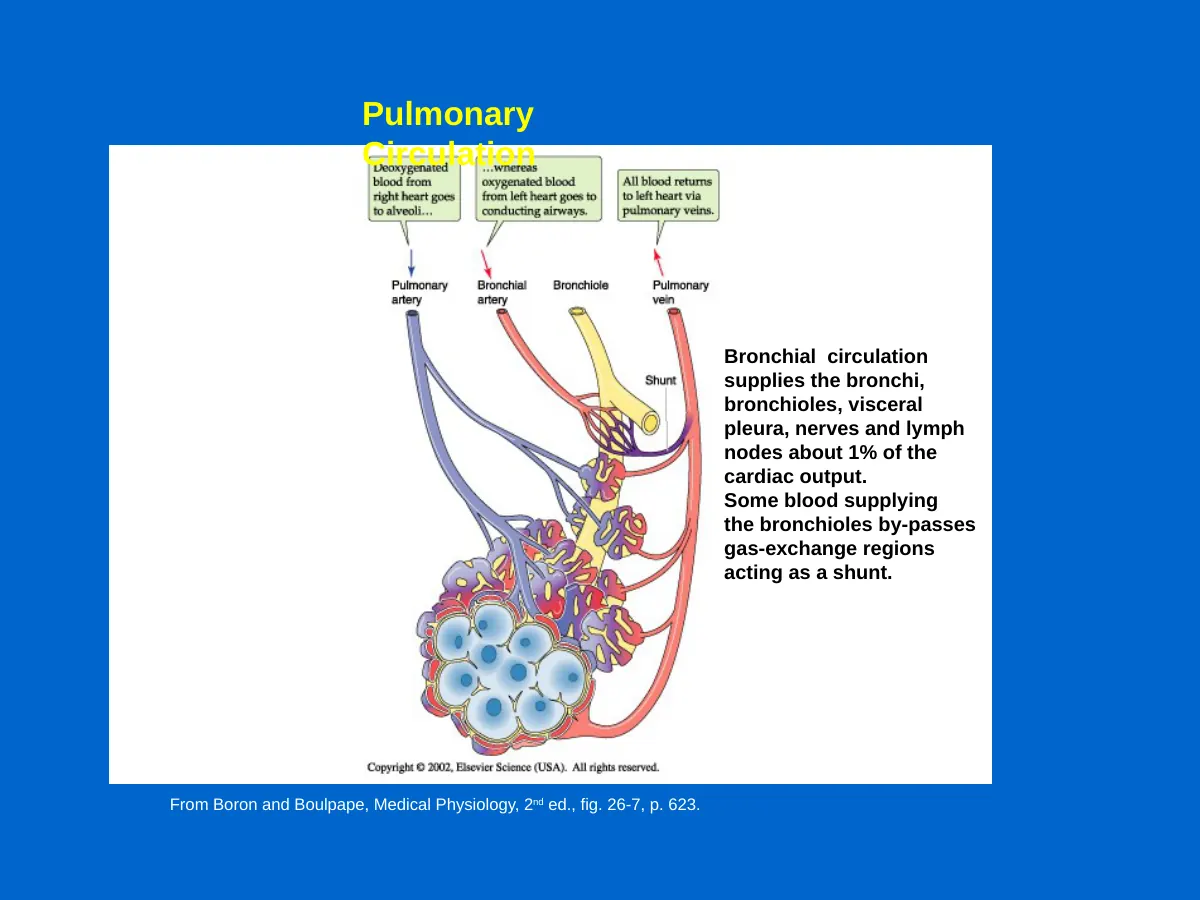 Pulmonary
Circulation
Deoxygenated
blood from
right heart goes
to alveoli…
…whereas
oxygenated blood
from left heart goes to
conducting airways.
All blood returns
to left heart via
pulmonary veins.
Pulmonary
artery
Bronchial
artery
Bronchiole
Pulmonary
vein
Shunt
Bronchial circulation
supplies the bronchi,
bronchioles, visceral
pleura, nerves and lymph
nodes about 1% of the
cardiac output.
Some blood supplying
the bronchioles by-passes
gas-exchange regions
acting as a shunt.
Copyright © 2002, Elsevier Science (USA). All rights reserved.
From Boron and Boulpape, Medical Physiology, 2nd ed., fig. 26-7, p. 623.